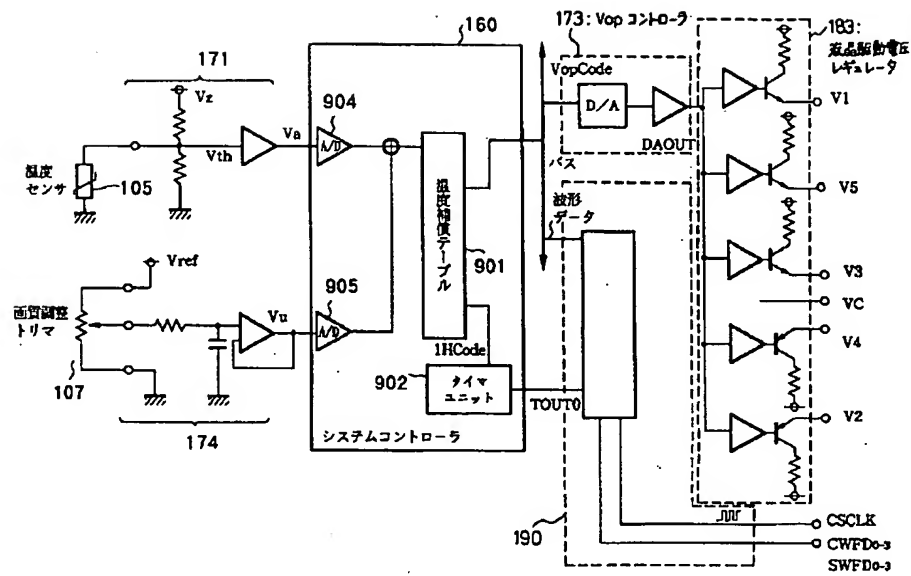 160
173: Vop コントローラ
183:
液晶駆動電圧
レギュレータ
171
Vz
904
VopCode
V1
Va
A/D
D/A
Vth
DAOUT
温度
センサ
105
バス
V5
温度補償テーブル
波形
データ
901
Vref
905
V3
画質調整
トリマ
Vu
A/D
VC
1HCode
V4
902
107
タイマ
ユニット
TOUT0
V2
174
システムコントローラ
190
CSCLK
CWFD0-3
SWFD0-3